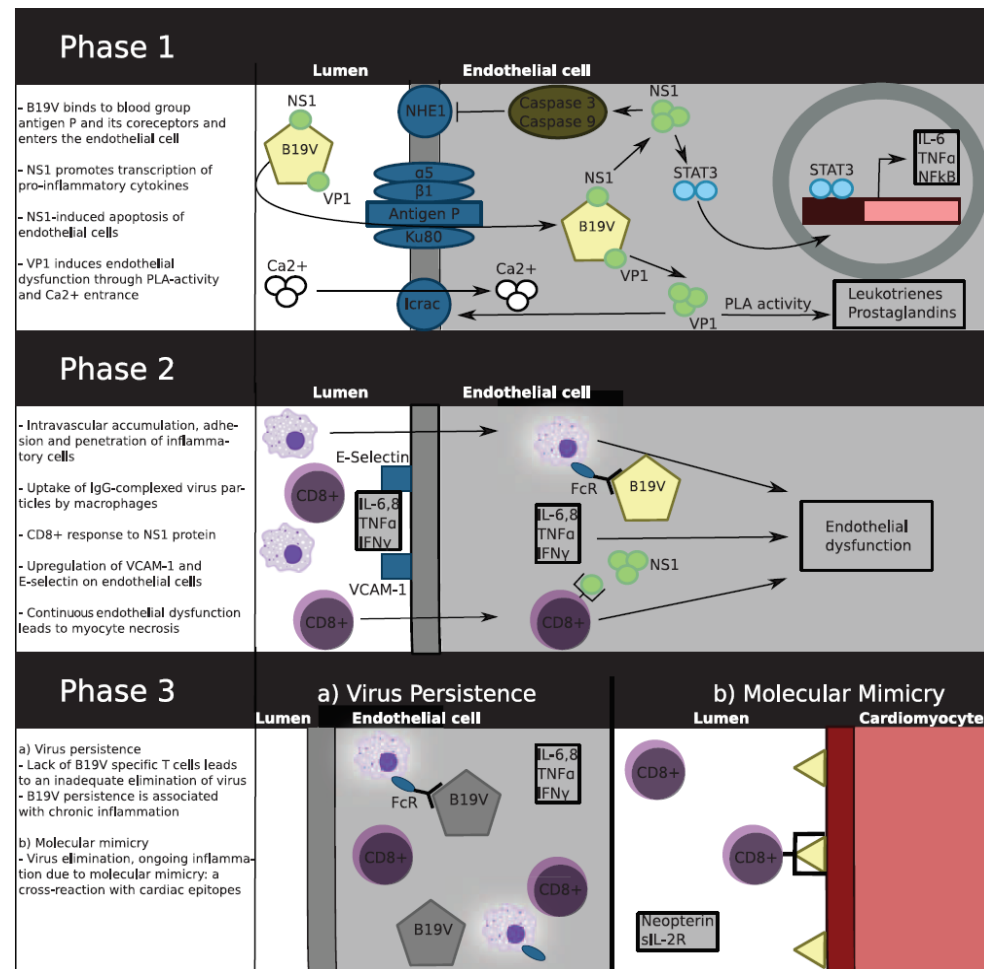 Phase 1
Lumen
Endothelial cell
- B19V binds to blood group
antigen P and its coreceptors and
enters the endothelial cell
- NS1 promotes transcription of
pro-inflammatory cytokines
- NS1-induced apoptosis of
endothelial cells
- VP1 induces endothelial
dysfunction through PLA-activity
and Ca2+ entrance
NS1
B19V
VP1
NHE1
Caspase 3
Caspase 9
NS1
STAT3
STAT3
IL-6
TNFα
NFkB
α5
β1
Antigen P
Ku80
NS1
B19V
VP1
Ca2+
Icrac
Ca2+
VP1
PLA activity
Leukotrienes
Prostaglandins
Phase 2
Lumen
Endothelial cell
- Intravascular accumulation, adhe-
sion and penetration of inflamma-
tory cells
- Uptake of IgG-complexed virus par-
ticles by macrophages
- CD8+ response to NS1 protein
- Upregulation of VCAM-1 and
E-selectin on endothelial cells
- Continuous endothelial dysfunction
leads to myocyte necrosis
E-Selectin
CD8+
IL-6,8
TNFα
IFNγ
VCAM-1
CD8+
FcR
B19V
IL-6,8
TNFα
IFNγ
NS1
CD8+
Endothelial
dysfunction
Phase 3
a) Virus Persistence
b) Molecular Mimicry
Lumen
Endothelial cell
Lumen
Cardiomyocyte
a) Virus persistence
- Lack of B19V specific T cells leads
to an inadequate elimination of virus
- B19V persistence is associated
with chronic inflammation
b) Molecular mimicry
- Virus elimination, ongoing inflamma-
tion due to molecular mimicry: a
cross-reaction with cardiac epitopes
FcR
B19V
IL-6,8
TNFα
IFNγ
CD8+
CD8+
B19V
CD8+
CD8+
Neopterin
sIL-2R